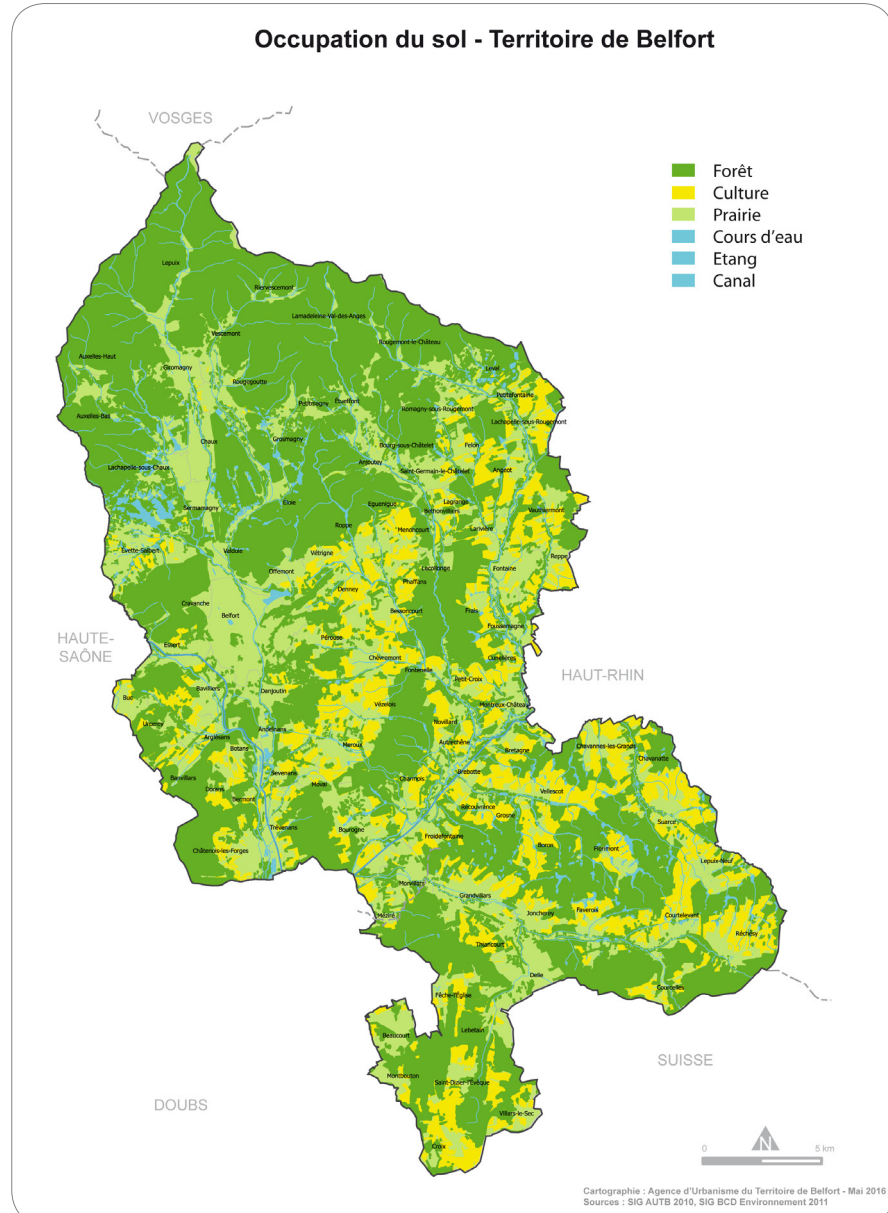 Occupation du sol - Territoire de Belfort
VOSGES
Forêt
Culture
Prairie
Cours d'eau
Etang
Canal
Lepuix
Riervescemont
Lamadeleine-Val-des-Anges
Vescemont
Rougemont-le-Château
Auxelles-Haut
Giromagny
Leval
Rougegoutte
Petitefontaine
Auxelles-Bas
Petitmagny
Etueffont
Romagny-sous-Rougemont
Lachapelle-sous-Rougemont
Chaux
Grosmagny
Bourg-sous-Châtelet
Felon
Anjoutey
Lachapelle-sous-Chaux
Saint-Germain-le-Châtelet
Angeot
Sermamagny
Eloie
Eguenigue
Lagrange
Bethonvilliers
Vauthiermont
Roppe
Menoncourt
Larivière
Evette-Salbert
Valdoie
Vétrigne
Reppe
Offemont
Lacollonge
Fontaine
Phaffans
Denney
Cravanche
Belfort
Bessoncourt
Frais
Foussemagne
HAUTE-
SAÔNE
Essert
Pérouse
Chèvremont
Cunelières
Fontenelle
HAUT-RHIN
Petit-Croix
Bavilliers
Danjoutin
Buc
Vézelois
Montreux-Château
Urcerey
Novillard
Argiésans
Andelnans
Autrechêne
Botans
Meroux
Bretagne
Chavannes-les-Grands
Chavanatte
Banvillars
Sevenans
Brebotte
Dorans
Moval
Charmois
Vellescot
Bermont
Recouvrance
Grosne
Trévenans
Bourogne
Froidefontaine
Suarce
Châtenois-les-Forges
Boron
Florimont
Lepuix-Neuf
Morvillars
Grandvillars
Méziré
Joncherey
Faverois
Courtelevant
Réchésy
Thiancourt
Delle
Courcelles
Fêche-l'Église
Lebetain
Beaucourt
SUISSE
Montbouton
Saint-Dizier-l'Évêque
DOUBS
Villars-le-Sec
Croix
N
0 5 km
Cartographie : Agence d'Urbanisme du Territoire de Belfort - Mai 2016
Sources : SIG AUTB 2010, SIG BCD Environnement 2011